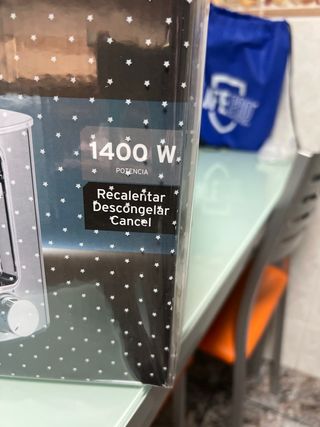 1400 W
POTENCIA
Recalentar
Descongelar
Cancel